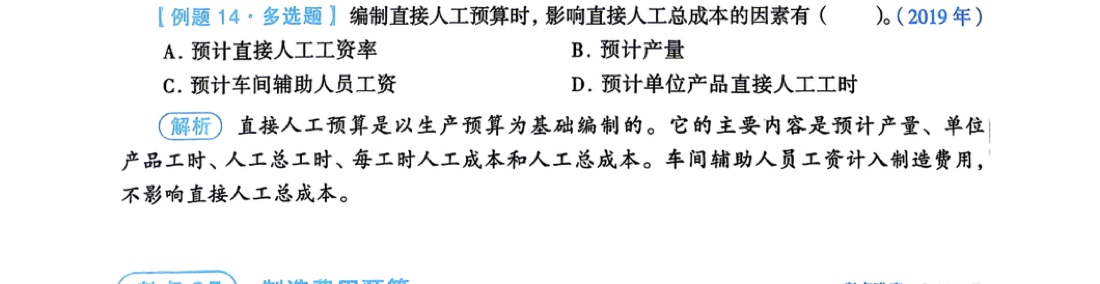 【例题 14·多选题】 编制直接人工预算时,影响直接人工总成本的因素有(  )。(2019 年)
A. 预计直接人工工资率 B. 预计产量
C. 预计车间辅助人员工资 D. 预计单位产品直接人工工时
解析 直接人工预算是以生产预算为基础编制的。它的主要内容是预计产量、单位
产品工时、人工总工时、每工时人工成本和人工总成本。车间辅助人员工资计入制造费用,
不影响直接人工总成本。
制造费用预算